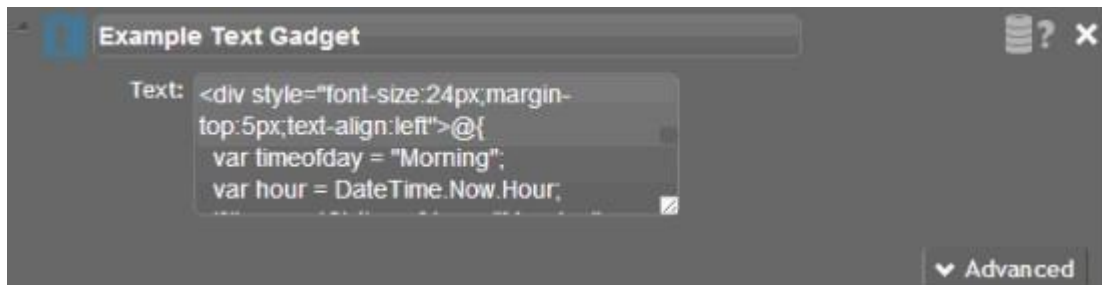 Example Text Gadget
?
Text:
<div style="font-size:24px;margin-
top:5px;text-align:left">@{
var timeofday = "Morning";
var hour = DateTime.Now.Hour;
Advanced